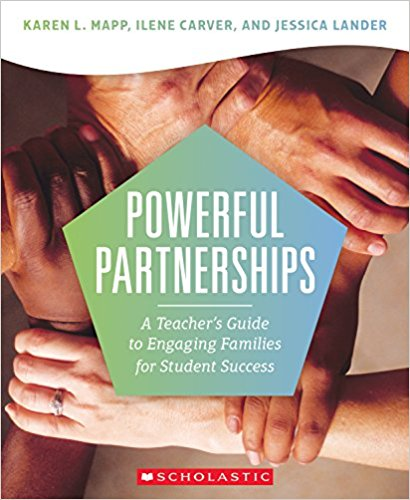 KAREN L. MAPP, ILENE CARVER, AND JESSICA LANDER
POWERFUL
PARTNERSHIPS
A Teacher's Guide
to Engaging Families
for Student Success
SCHOLASTIC